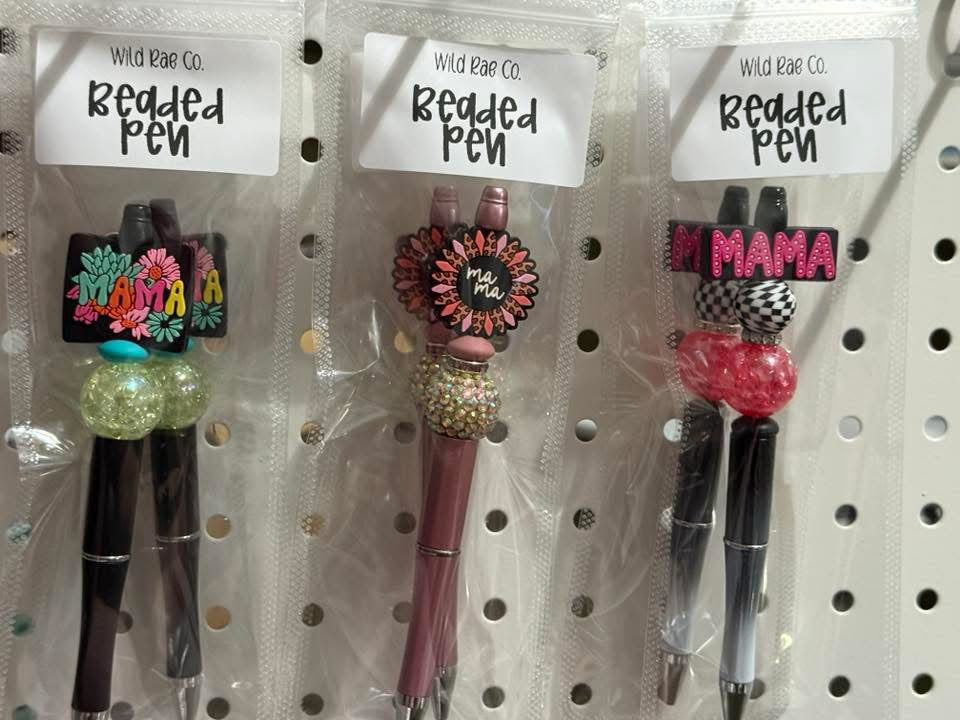 Wild Rae Co.
Beaded
Pen
Wild Rae Co.
Beaded
Pen
Wild Rae Co.
Beaded
Pen
MAMA
A
ma
ma
M
MAMA